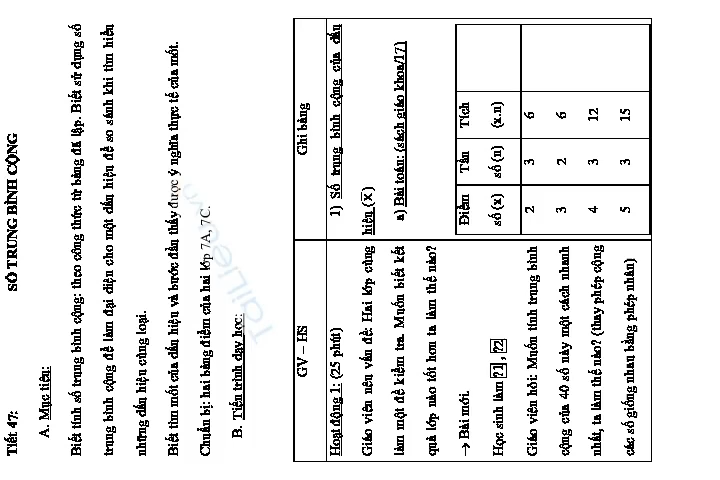 Tiết 47:
SỐ TRUNG BÌNH CỘNG
A. Mục tiêu:
Biết tính số trung bình cộng: theo công thức từ bảng đã lập. Biết sử dụng số
trung bình cộng để làm đại diện cho một dấu hiệu để so sánh khi tìm hiểu
những dấu hiệu cùng loại.
Biết tìm mốt của dấu hiệu và bước đầu thấy được ý nghĩa thực tế của mốt.
Chuẩn bị: hai bảng điểm của hai lớp 7A, 7C.
B. Tiến trình dạy học:
GV – HS
Hoạt động 1: (25 phút)
Giáo viên nêu vấn đề: Hai lớp cùng
làm một đề kiểm tra. Muốn biết kết
quả lớp nào tốt hơn ta làm thế nào?
→ Bài mới.
Học sinh làm ?1 , ?2
Giáo viên hỏi: Muốn tính trung bình
cộng của 40 số này một cách nhanh
nhất, ta làm thế nào? (thay phép cộng
các số giống nhau bằng phép nhân)
Ghi bảng
1) Số trung bình cộng của dấu
hiệu (x̅)
a) Bài toán: (sách giáo khoa/17)
Điểm Tần Tích
số (x) số (n) (x.n)
2 3 6
3 2 6
4 3 12
5 3 15
TaiLieu.vn